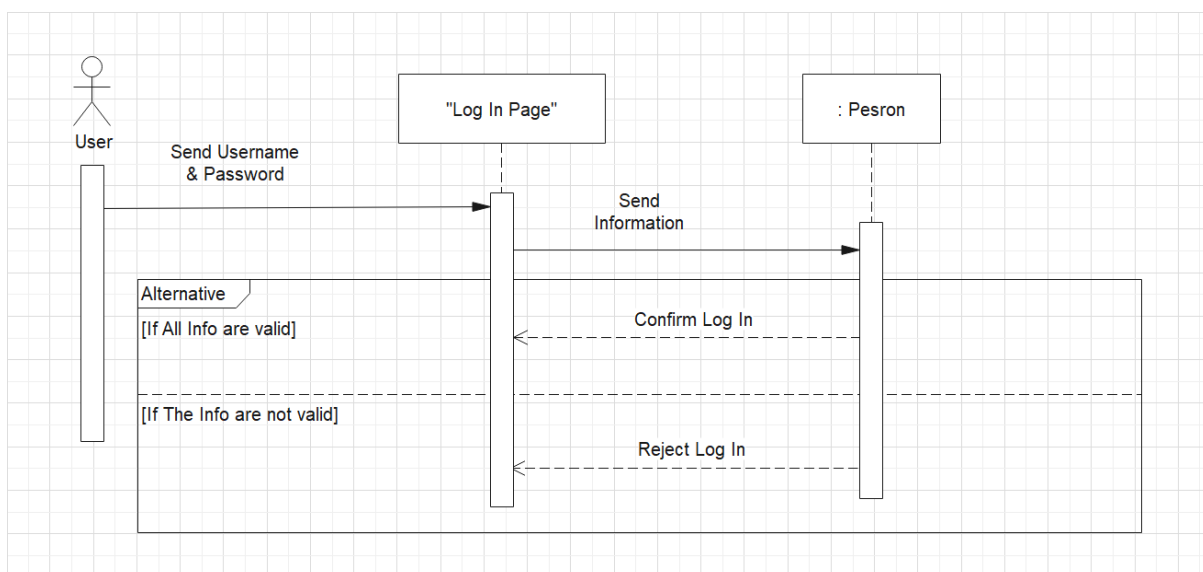 User
"Log In Page"
: Pesron
Send Username
& Password
Send
Information
Alternative
[If All Info are valid]
Confirm Log In
[If The Info are not valid]
Reject Log In